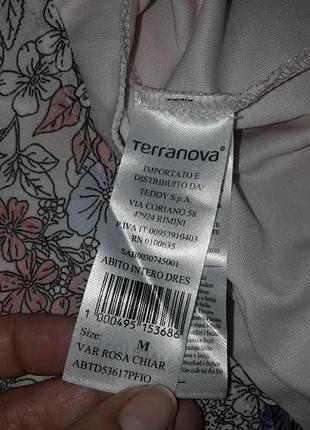 Terranova®
IMPORTATO E
DISTRIBUITO DA:
TEDDY S.p.A.
VIA CORIANO 58
47924 RIMINI
P.IVA IT 00953910403
RN 0100635
SAB0030745001
ABITO INTERO DRES
1 000495 153686
Size: M
VAR ROSA CHIAR
ABTD53617PFIO